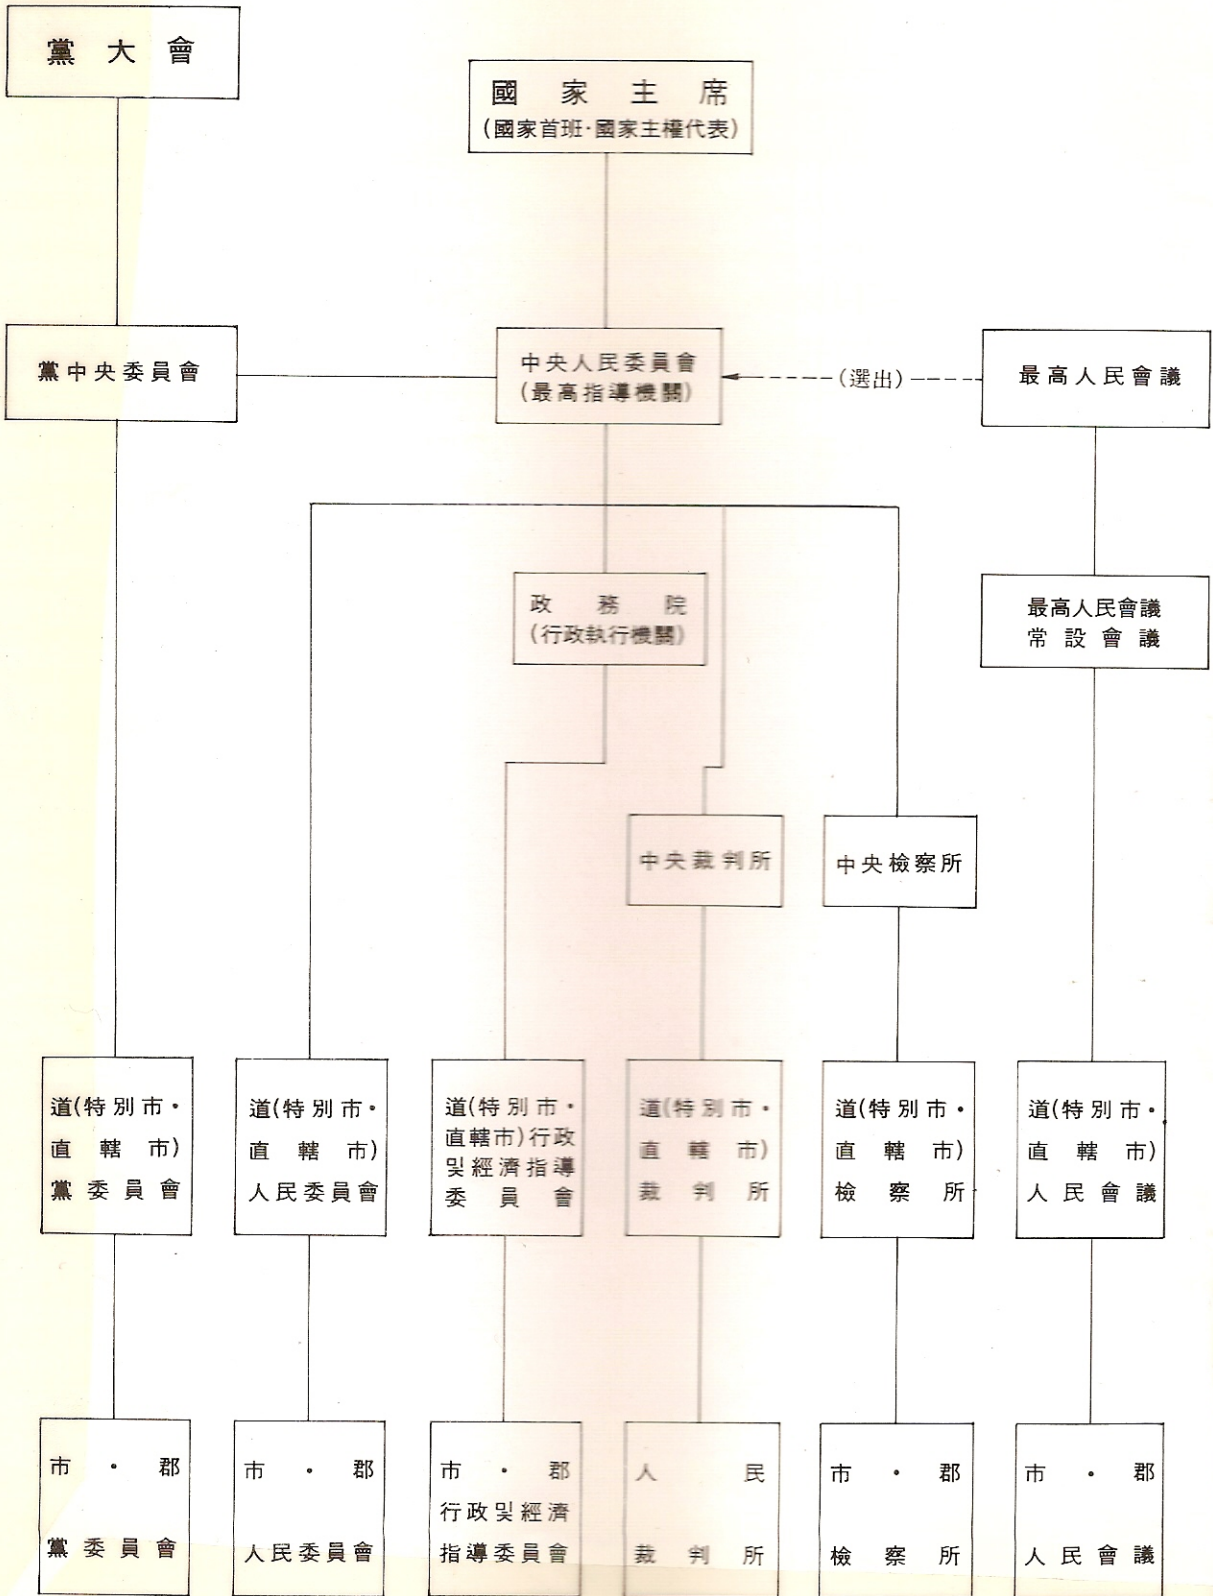 黨大會
國家主席
(國家首班·國家主權代表)
黨中央委員會
中央人民委員會
(最高指導機關)
(選出)
最高人民會議
政務院
(行政執行機關)
最高人民會議
常設會議
中央裁判所
中央檢察所
道(特別市·
直轄市)
黨委員會
道(特別市·
直轄市)
人民委員會
道(特別市·
直轄市)行政
및經濟指導
委員會
道(特別市·
直轄市)
裁判所
道(特別市·
直轄市)
檢察所
道(特別市·
直轄市)
人民會議
市·郡
黨委員會
市·郡
人民委員會
市·郡
行政및經濟
指導委員會
人民
裁判所
市·郡
檢察所
市·郡
人民會議